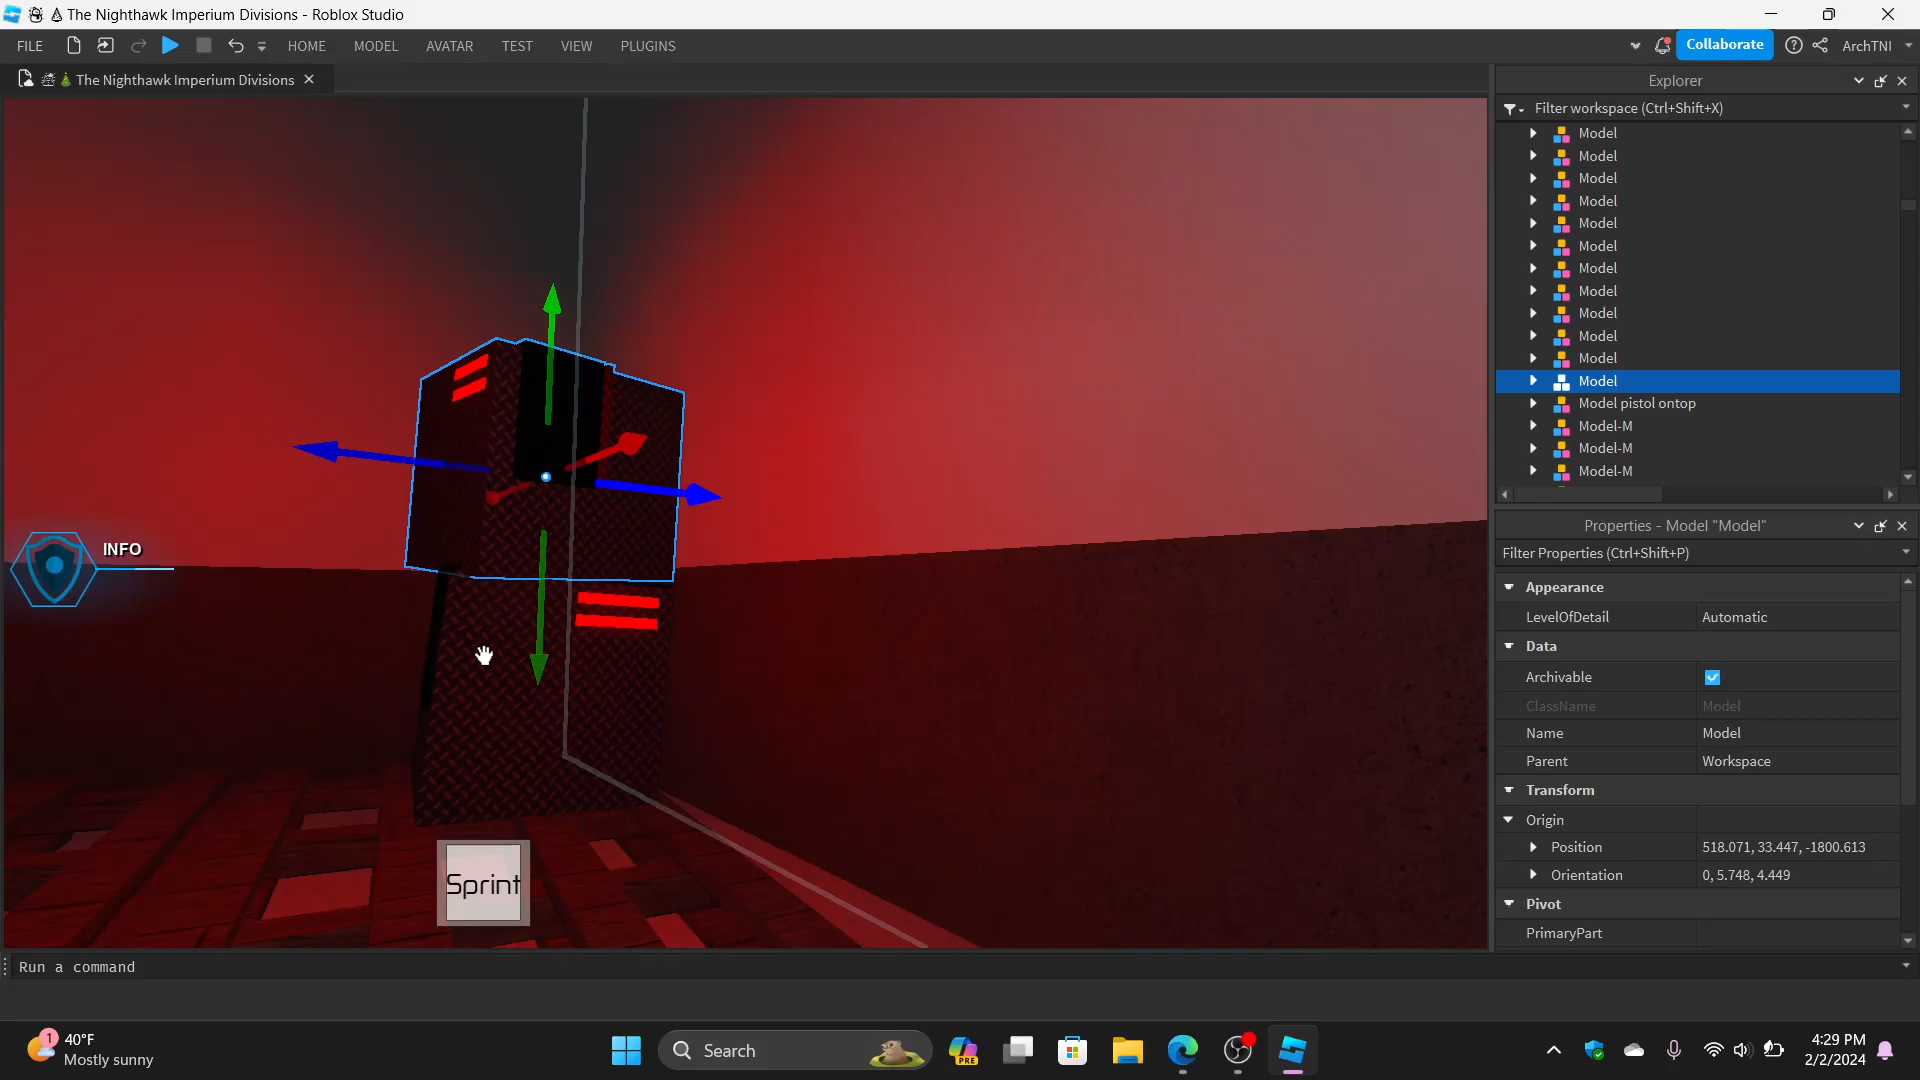 The Nighthawk Imperium Divisions - Roblox Studio
FILE
HOME
MODEL
AVATAR
TEST
VIEW
PLUGINS
Collaborate
ArchTNI
The Nighthawk Imperium Divisions
INFO
Sprint
Run a command
Explorer
Filter workspace (Ctrl+Shift+X)
Model
Model
Model
Model
Model
Model
Model
Model
Model
Model
Model
Model
Model pistol ontop
Model-M
Model-M
Model-M
Properties - Model "Model"
Filter Properties (Ctrl+Shift+P)
Appearance
LevelOfDetail Automatic
Data
Archivable
ClassName Model
Name Model
Parent Workspace
Transform
Origin
Position 518.071, 33.447, -1800.613
Orientation 0, 5.748, 4.449
Pivot
PrimaryPart
1
40°F
Mostly sunny
Search
PRE
4:29 PM
2/2/2024